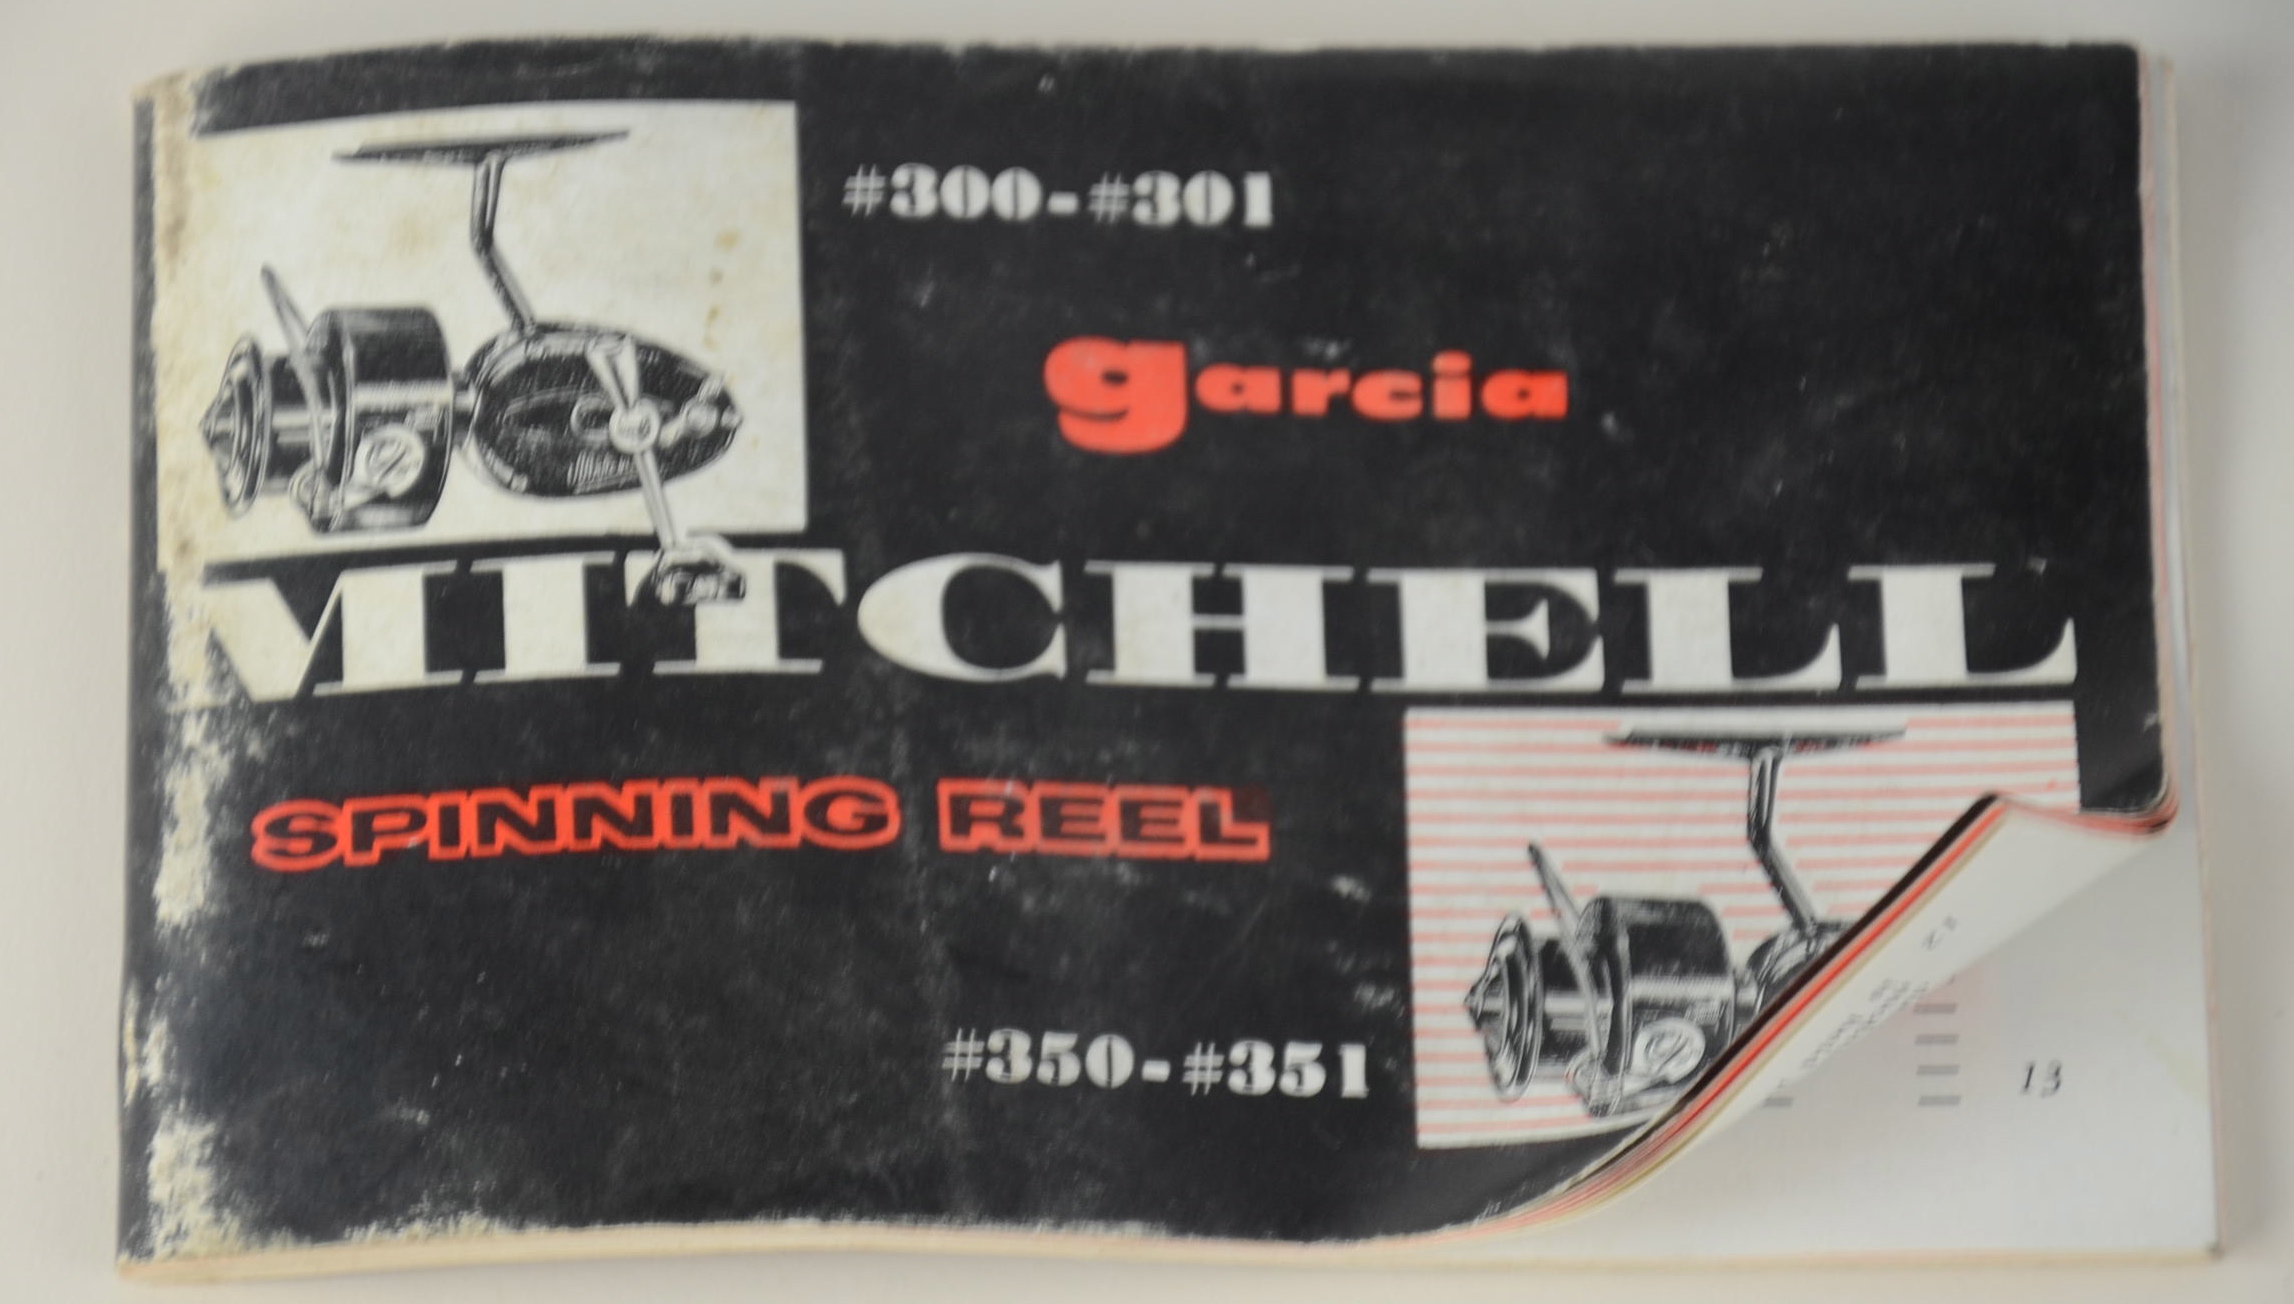 #300-#301
garcia
MITCHELL
SPINNING REEL
#350-#351
13